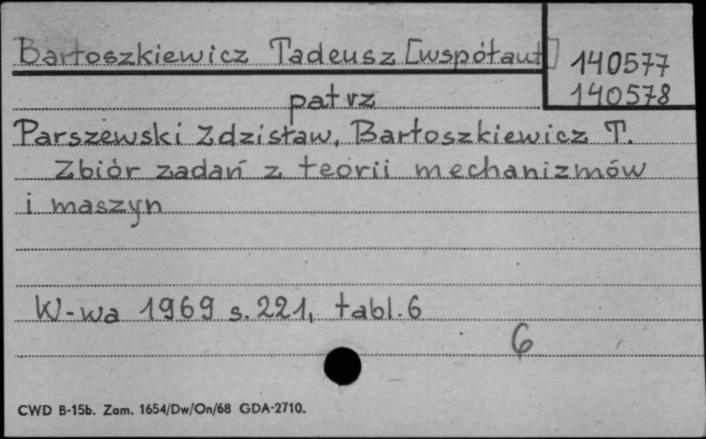 Bartoszkiewicz Tadeusz [współaut]
140577
140578
patrz
Parszewski Zdzisław, Bartoszkiewicz T.
Zbiór zadań z teorii mechanizmów
i maszyn
W-wa 1969 s. 221, tabl. 6
6
CWD B-15b. Zam. 1654/Dw/On/68 GDA-2710.